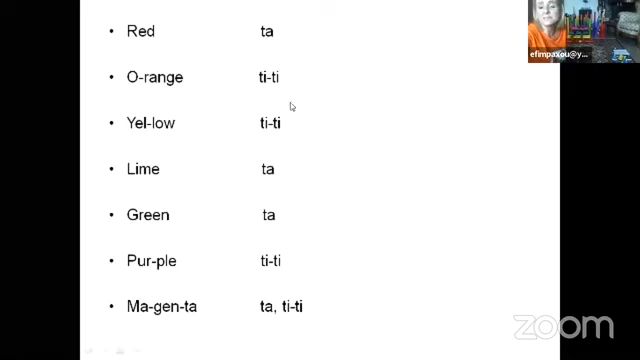 • Red ta
• O-range ti-ti
• Yel-low ti-ti
• Lime ta
• Green ta
• Pur-ple ti-ti
• Ma-gen-ta ta, ti-ti
efimpaxou@y...
zoom